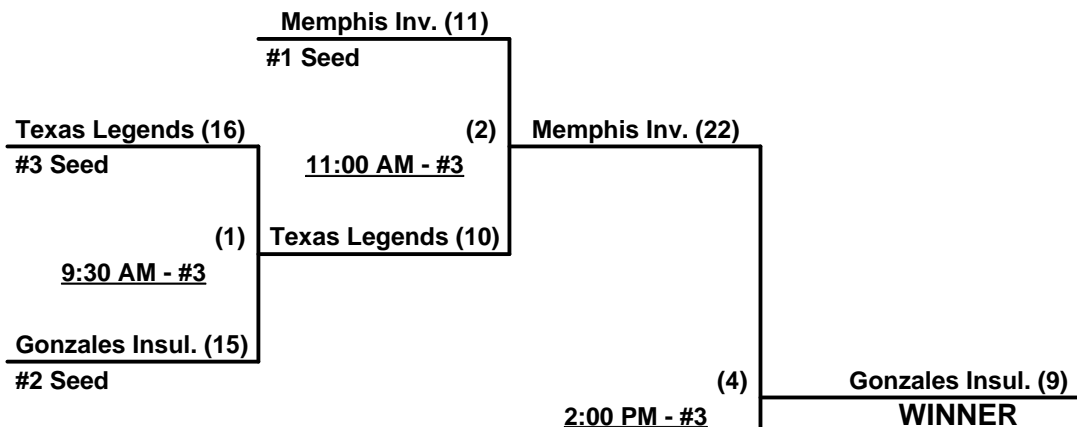 Memphis Inv. (11)
#1 Seed
Texas Legends (16)
(2)
Memphis Inv. (22)
#3 Seed
11:00 AM - #3
(1)
Texas Legends (10)
9:30 AM - #3
Gonzales Insul. (15)
#2 Seed
(4)
Gonzales Insul. (9)
2:00 PM - #3
WINNER